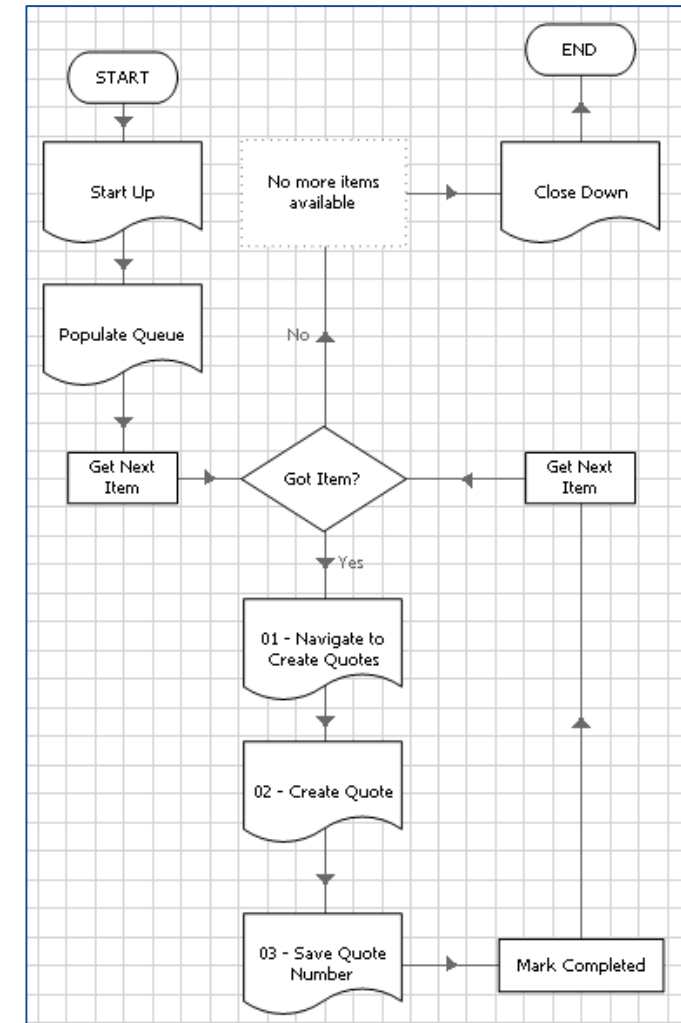 START
Start Up
Populate Queue
Get Next
Item
Got Item?
No
No more items
available
Close Down
END
Yes
01 - Navigate to
Create Quotes
02 - Create Quote
03 - Save Quote
Number
Mark Completed
Get Next
Item